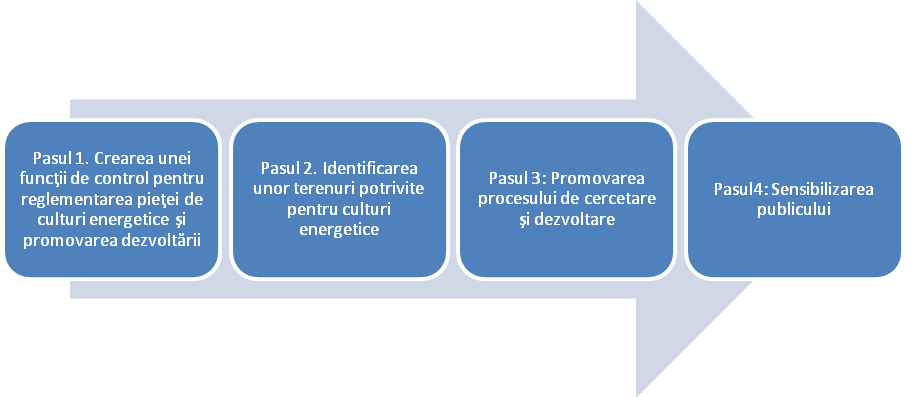 Pasul 1. Crearea unei
funcţii de control pentru
reglementarea pieţei de
culturi energetice şi
promovarea dezvoltării
Pasul 2. Identificarea
unor terenuri potrivite
pentru culturi
energetice
Pasul 3: Promovarea
procesului de cercetare
şi dezvoltare
Pasul4: Sensibilizarea
publicului